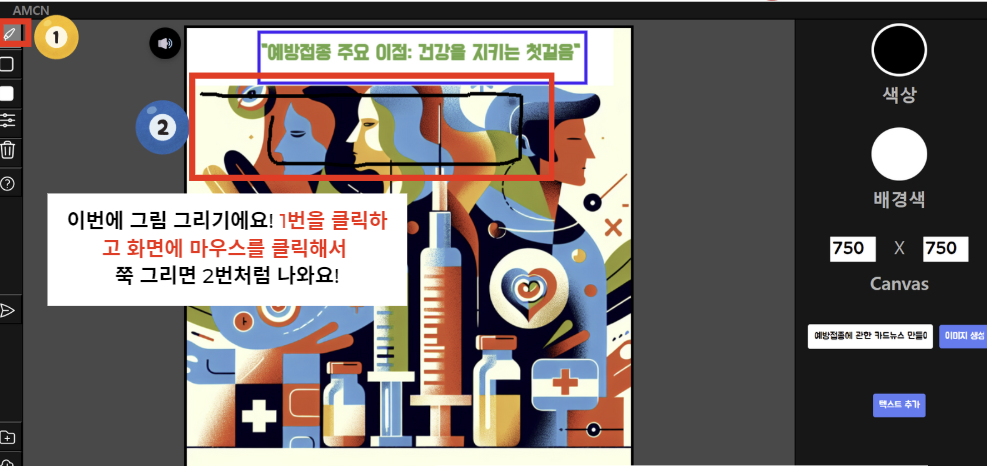 AMCN
1
"예방접종 주요 이점: 건강을 지키는 첫걸음"
2
이번에 그림 그리기에요! 1번을 클릭하
고 화면에 마우스를 클릭해서
쭉 그리면 2번처럼 나와요!
색상
배경색
750 X 750
Canvas
예방접종에 관한 카드뉴스 만들어 이미지 생성
텍스트 추가